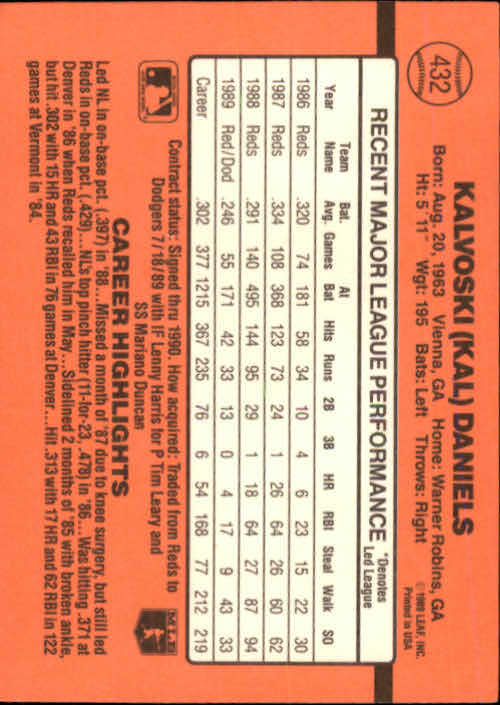 432
KALVOSKI (KAL) DANIELS
Born: Aug. 20, 1963 Vienna, GA Home: Warner Robins, GA
Ht: 5' 11" Wgt: 195 Bats: Left Throws: Right
© 1989 LEAF, INC.
Printed in USA
RECENT MAJOR LEAGUE PERFORMANCE
*Denotes
Led League
Year Team Name Bat. Avg. Games At Bat Hits Runs 2B 3B HR RBI Steal Walk SO
1986 Reds .320 74 181 58 34 10 4 6 23 15 22 30
1987 Reds .334 108 368 123 73 24 1 26 64 26 60 62
1988 Reds .291 140 495 144 95 29 1 18 64 27 87 94
1989 Red/Dod .246 55 171 42 33 13 0 4 17 9 43 33
Career .302 377 1215 367 235 76 6 54 168 77 212 219
Contract status: Signed thru 1990. How acquired: Traded from Reds to
Dodgers 7/18/89 with IF Lenny Harris for P Tim Leary and
SS Mariano Duncan
MLB
CAREER HIGHLIGHTS
Led NL in on-base pct. (.397) in '88...Missed a month of '87 due to knee surgery, but still led
Reds in on-base pct. (.429)...NL's top pinch hitter (11-for-23, .478) in '86...Was hitting .371 at
Denver in '86 when Reds recalled him in May...Sidelined 2 months of '85 with broken ankle,
but hit .302 with 15 HR and 43 RBI in 76 games at Denver...Hit .313 with 17 HR and 62 RBI in 122
games at Vermont in '84.